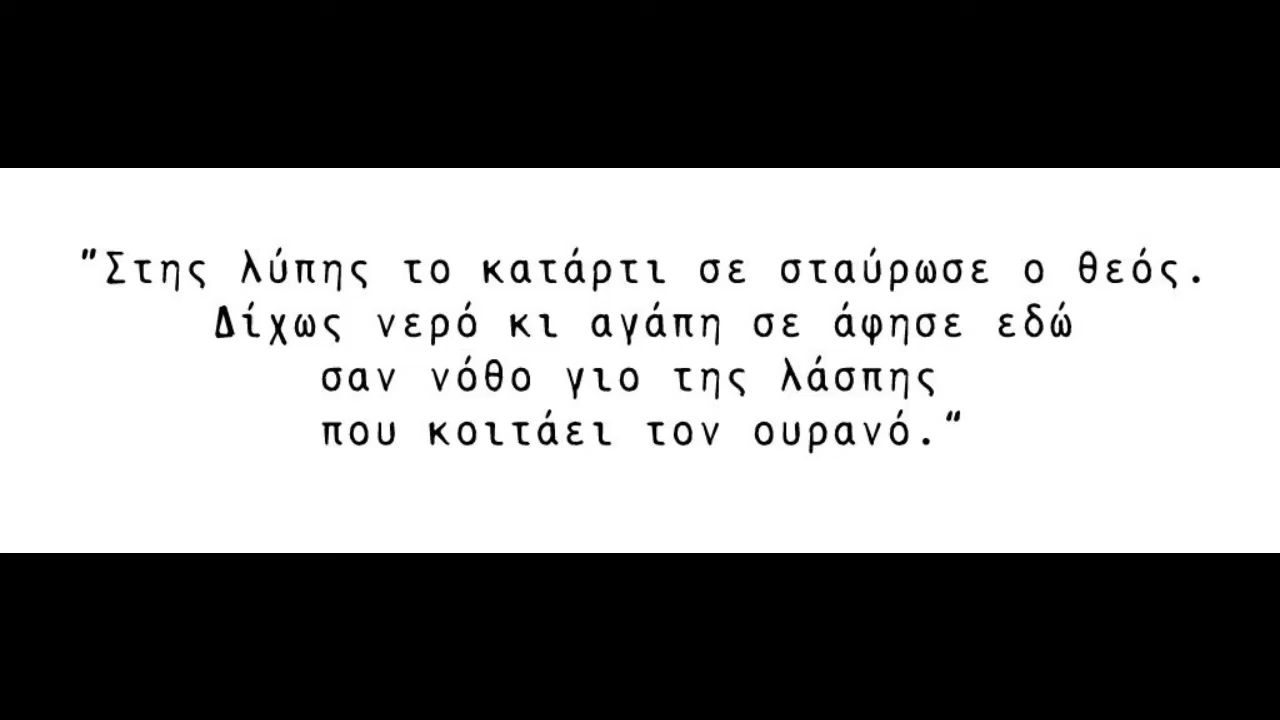 "Στης λύπης το κατάρτι σε σταύρωσε ο θεός.
Δίχως νερό κι αγάπη σε άφησε εδώ
σαν νόθο γιο της λάσπης
που κοιτάει τον ουρανό."